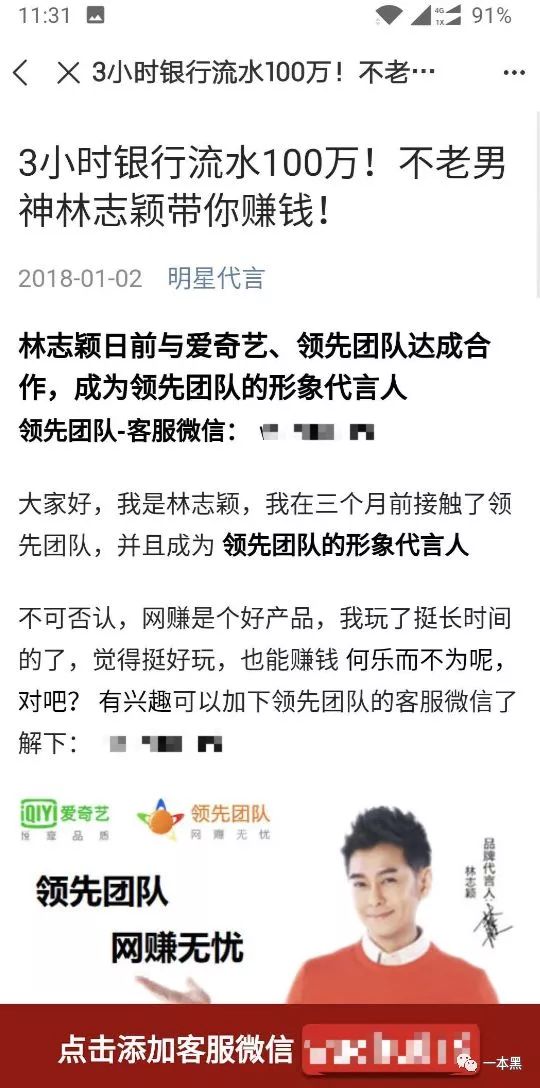 11:31
4G
1X
91%
3小时银行流水100万！不老…
3小时银行流水100万！不老男
神林志颖带你赚钱！
2018-01-02 明星代言
林志颖日前与爱奇艺、领先团队达成合
作，成为领先团队的形象代言人
领先团队-客服微信：
大家好，我是林志颖，我在三个月前接触了领
先团队，并且成为 领先团队的形象代言人
不可否认，网赚是个好产品，我玩了挺长时间
的了，觉得挺好玩，也能赚钱 何乐而不为呢，
对吧？ 有兴趣可以加下领先团队的客服微信了
解下：
iQIYI 爱奇艺
悦享品质
领先团队
网赚无忧
品牌代言人·
林志颖
领先团队
网赚无忧
点击添加客服微信
一本黑